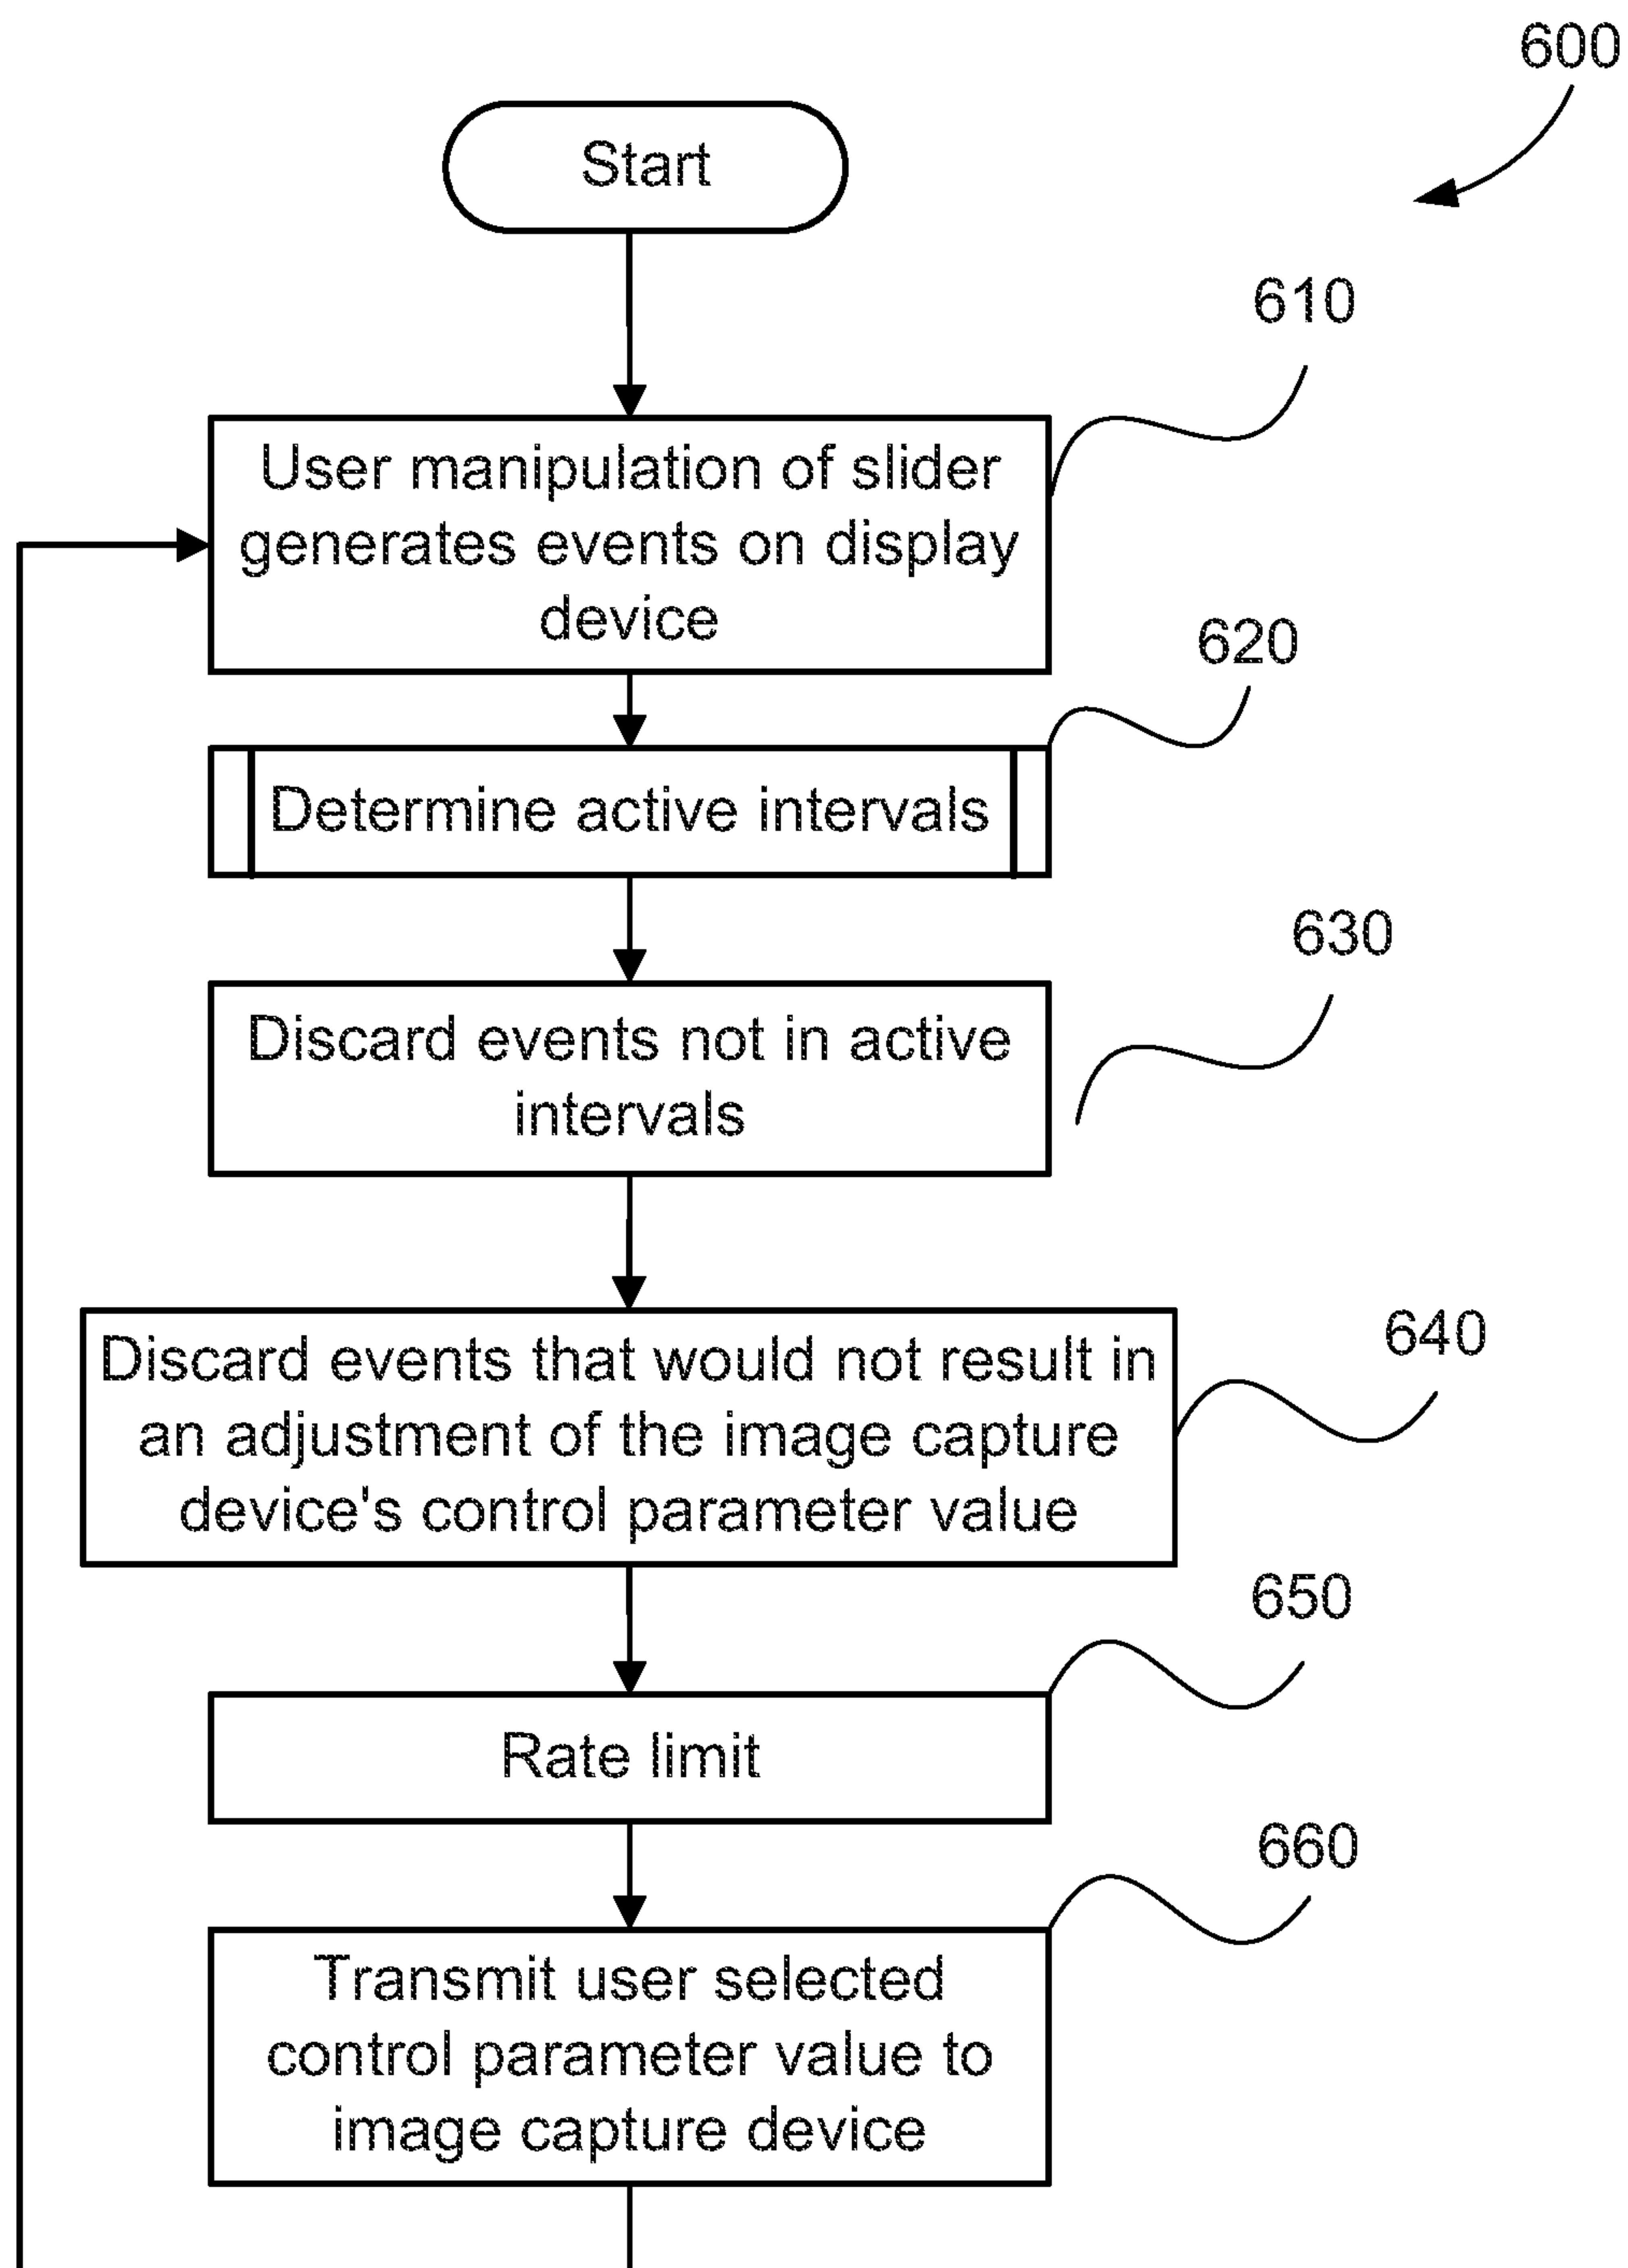 600
Start
610
User manipulation of slider
generates events on display
device
620
Determine active intervals
630
Discard events not in active
intervals
640
Discard events that would not result in
an adjustment of the image capture
device's control parameter value
650
Rate limit
660
Transmit user selected
control parameter value to
image capture device